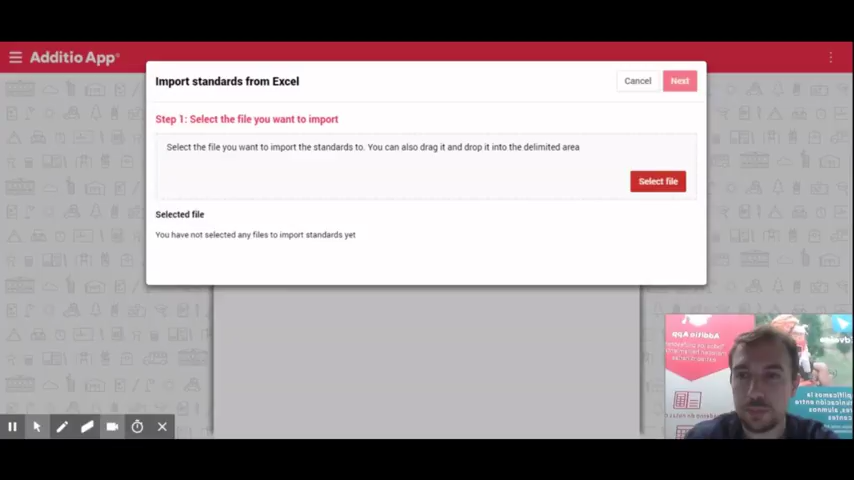 Additio App®
Import standards from Excel
Cancel
Next
Step 1: Select the file you want to import
Select the file you want to import the standards to. You can also drag it and drop it into the delimited area
Select file
Selected file
You have not selected any files to import standards yet
Additio App